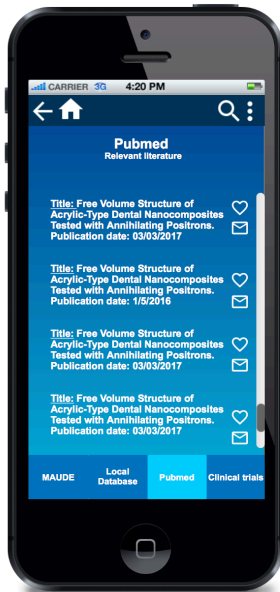 CARRIER 3G 4:20 PM
Pubmed
Relevant literature
Title: Free Volume Structure of
Acrylic-Type Dental Nanocomposites
Tested with Annihilating Positrons.
Publication date: 03/03/2017
Title: Free Volume Structure of
Acrylic-Type Dental Nanocomposites
Tested with Annihilating Positrons.
Publication date: 1/5/2016
Title: Free Volume Structure of
Acrylic-Type Dental Nanocomposites
Tested with Annihilating Positrons.
Publication date: 03/03/2017
Title: Free Volume Structure of
Acrylic-Type Dental Nanocomposites
Tested with Annihilating Positrons.
Publication date: 03/03/2017
MAUDE Local Database Pubmed Clinical trials